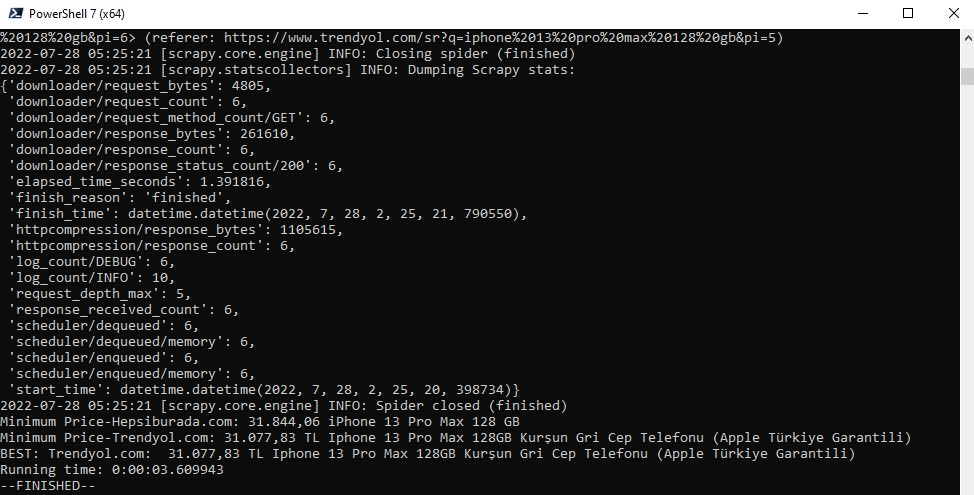 PowerShell 7 (x64)
%20128%20gb&pi=6> (referer: https://www.trendyol.com/sr?q=iphone%2013%20pro%20max%20128%20gb&pi=5)
2022-07-28 05:25:21 [scrapy.core.engine] INFO: Closing spider (finished)
2022-07-28 05:25:21 [scrapy.statscollectors] INFO: Dumping Scrapy stats:
{'downloader/request_bytes': 4805,
 'downloader/request_count': 6,
 'downloader/request_method_count/GET': 6,
 'downloader/response_bytes': 261610,
 'downloader/response_count': 6,
 'downloader/response_status_count/200': 6,
 'elapsed_time_seconds': 1.391816,
 'finish_reason': 'finished',
 'finish_time': datetime.datetime(2022, 7, 28, 2, 25, 21, 790550),
 'httpcompression/response_bytes': 1105615,
 'httpcompression/response_count': 6,
 'log_count/DEBUG': 6,
 'log_count/INFO': 10,
 'request_depth_max': 5,
 'response_received_count': 6,
 'scheduler/dequeued': 6,
 'scheduler/dequeued/memory': 6,
 'scheduler/enqueued': 6,
 'scheduler/enqueued/memory': 6,
 'start_time': datetime.datetime(2022, 7, 28, 2, 25, 20, 398734)}
2022-07-28 05:25:21 [scrapy.core.engine] INFO: Spider closed (finished)
Minimum Price-Hepsiburada.com: 31.844,06 iPhone 13 Pro Max 128 GB
Minimum Price-Trendyol.com: 31.077,83 TL Iphone 13 Pro Max 128GB Kurşun Gri Cep Telefonu (Apple Türkiye Garantili)
BEST: Trendyol.com:  31.077,83 TL Iphone 13 Pro Max 128GB Kurşun Gri Cep Telefonu (Apple Türkiye Garantili)
Running time: 0:00:03.609943
--FINISHED--